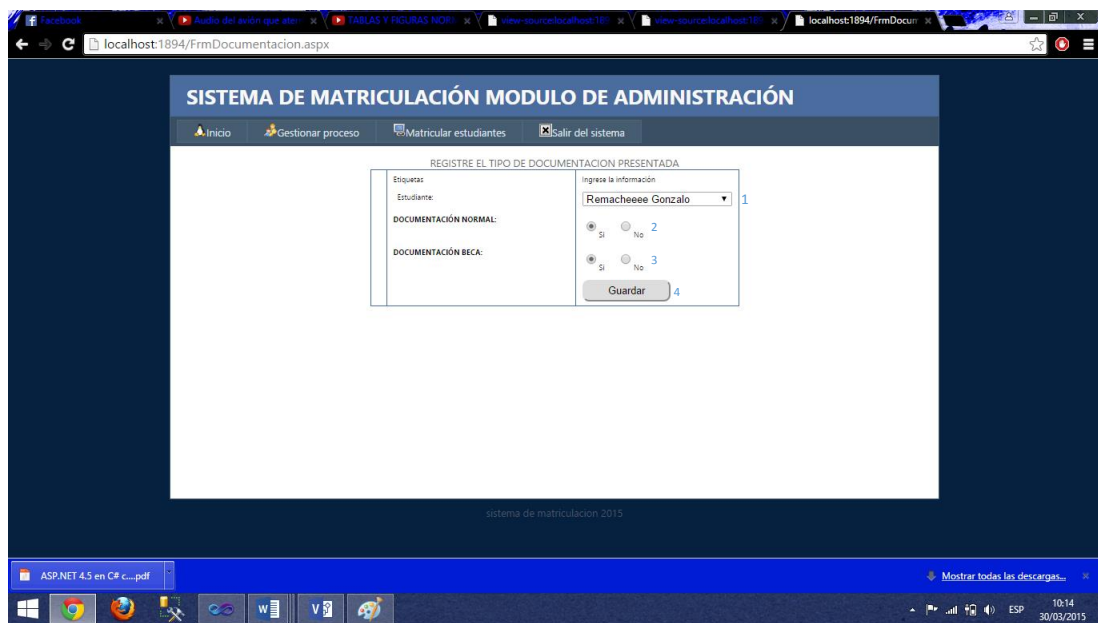 Facebook
Audio del avión que aterr
TABLAS Y FIGURAS NOR
view-source:localhost:189
view-source:localhost:189
localhost:1894/FrmDocum
localhost:1894/FrmDocumentacion.aspx
SISTEMA DE MATRICULACIÓN MODULO DE ADMINISTRACIÓN
Inicio
Gestionar proceso
Matricular estudiantes
Salir del sistema
REGISTRE EL TIPO DE DOCUMENTACION PRESENTADA
Etiquetas
Ingrese la información
Estudiante:
Remacheeee Gonzalo
1
DOCUMENTACIÓN NORMAL:
Si
No
2
DOCUMENTACIÓN BECA:
Si
No
3
Guardar
4
sistema de matriculacion 2015
ASP.NET 4.5 en C# c....pdf
Mostrar todas las descargas...
ESP
10:14
30/03/2015